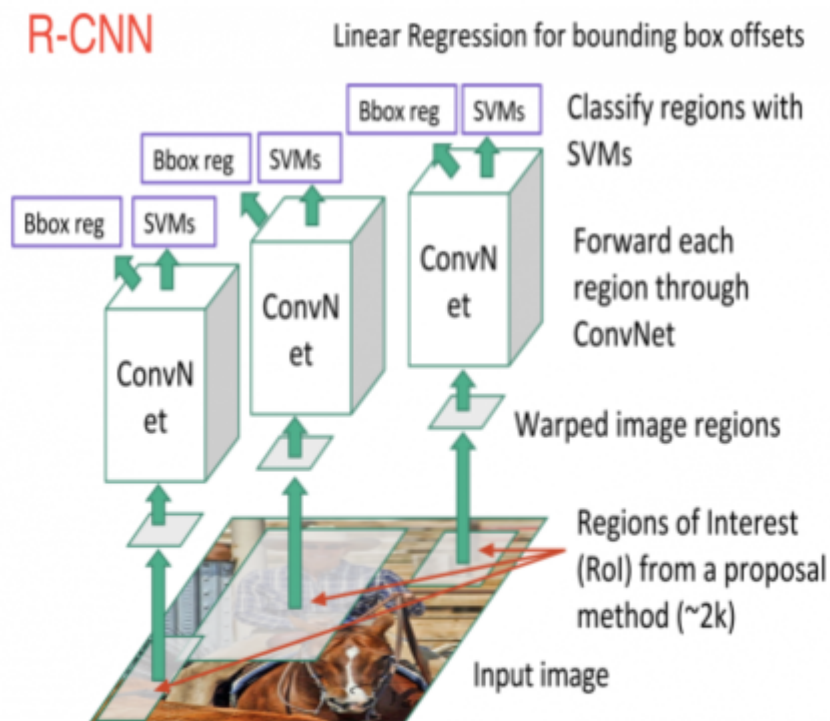 R-CNN
Linear Regression for bounding box offsets
Bbox reg
SVMs
Classify regions with
SVMs
Bbox reg
SVMs
Bbox reg
SVMs
Forward each
region through
ConvNet
ConvN
et
ConvN
et
ConvN
et
Warped image regions
Regions of Interest
(RoI) from a proposal
method (~2k)
Input image